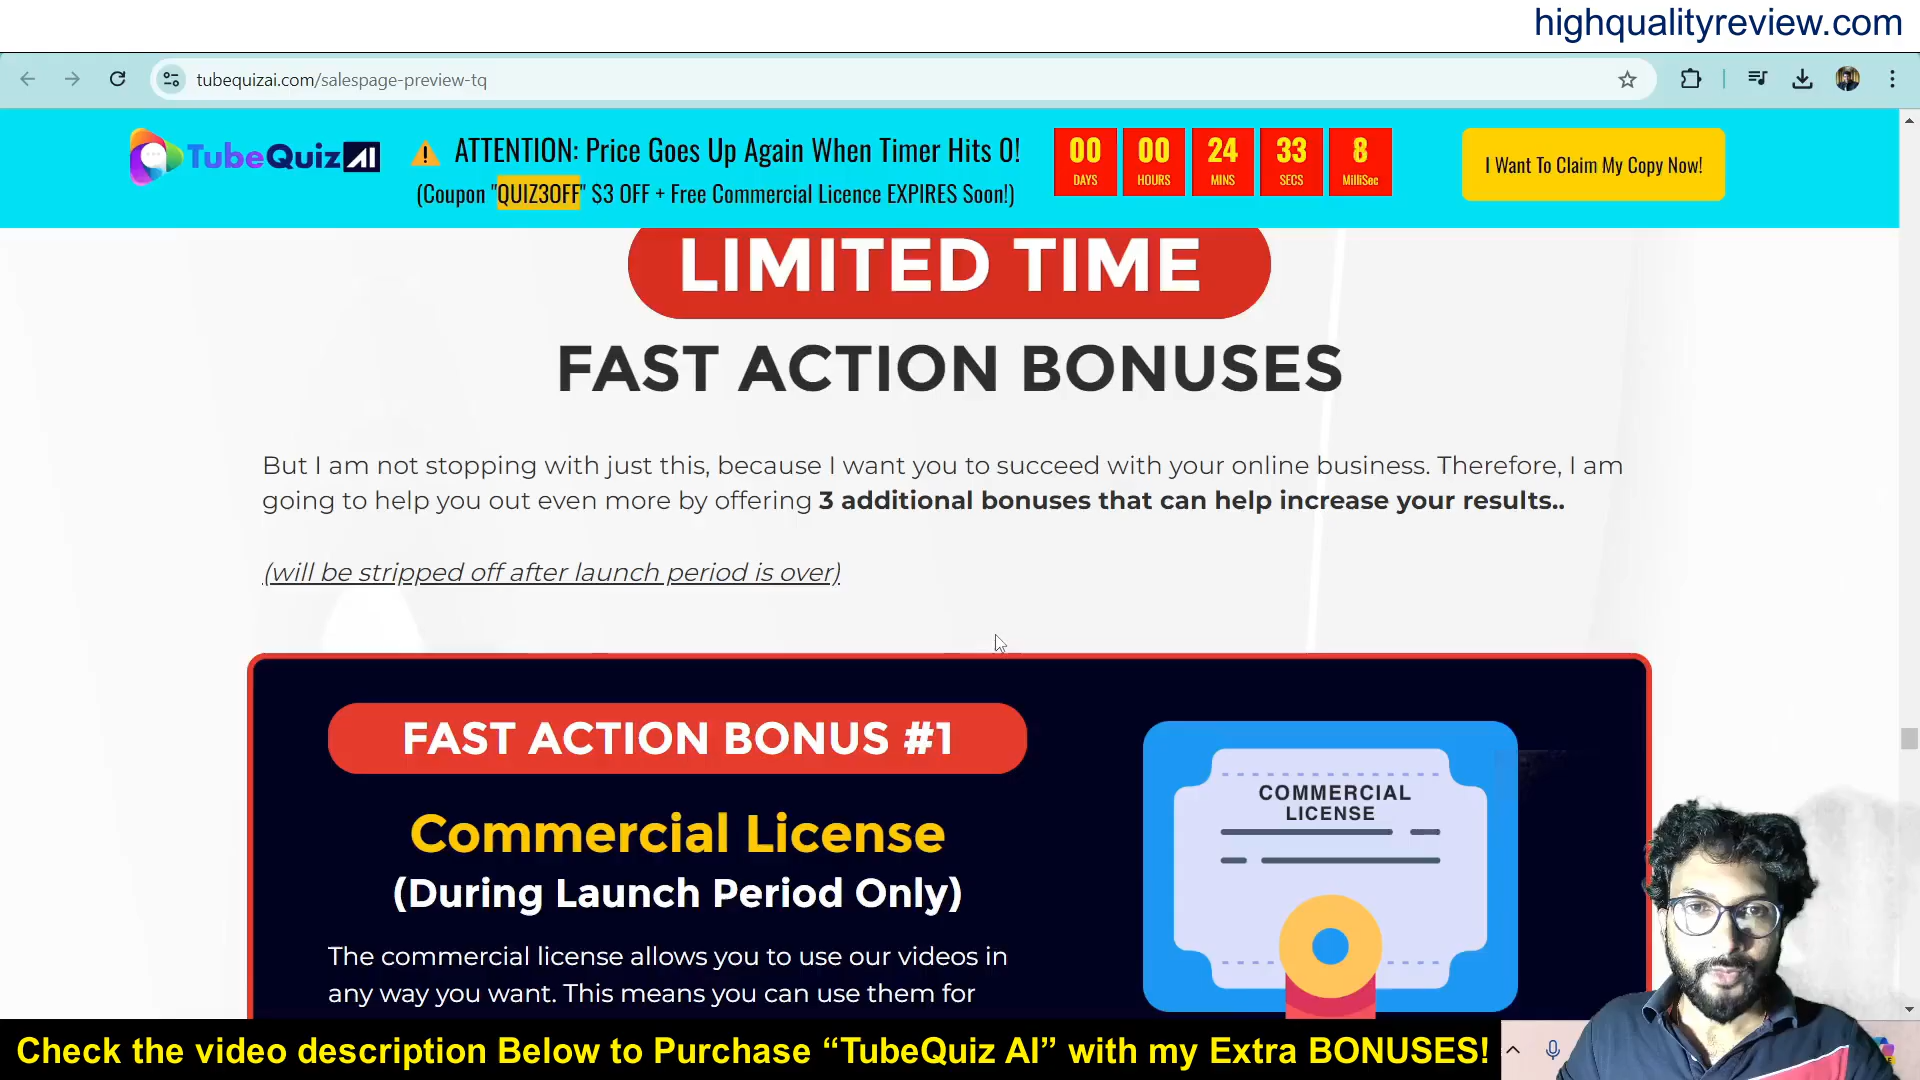 highqualityreview.com
tubequizai.com/salespage-preview-tq
TubeQuiz AI
ATTENTION: Price Goes Up Again When Timer Hits 0!
(Coupon "QUIZ3OFF" $3 OFF + Free Commercial Licence EXPIRES Soon!)
00 00 24 33 8
DAYS HOURS MINS SECS MilliSec
I Want To Claim My Copy Now!
LIMITED TIME
FAST ACTION BONUSES
But I am not stopping with just this, because I want you to succeed with your online business. Therefore, I am
going to help you out even more by offering 3 additional bonuses that can help increase your results..
(will be stripped off after launch period is over)
FAST ACTION BONUS #1
Commercial License
(During Launch Period Only)
The commercial license allows you to use our videos in
any way you want. This means you can use them for
COMMERCIAL
LICENSE
Check the video description Below to Purchase “TubeQuiz AI” with my Extra BONUSES!